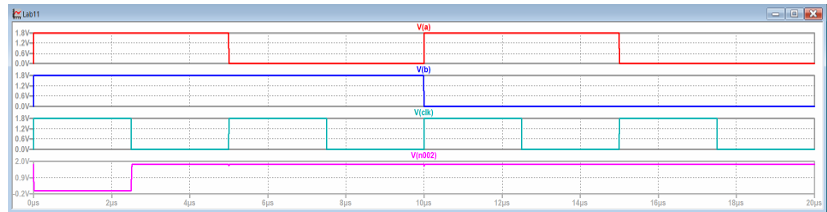 Lab11
V(a)
1.8V
1.2V
0.6V
0.0V
V(b)
1.8V
1.2V
0.6V
0.0V
V(clk)
1.8V
1.2V
0.6V
0.0V
V(n002)
2.0V
0.9V
-0.2V
0µs 2µs 4µs 6µs 8µs 10µs 12µs 14µs 16µs 18µs 20µs